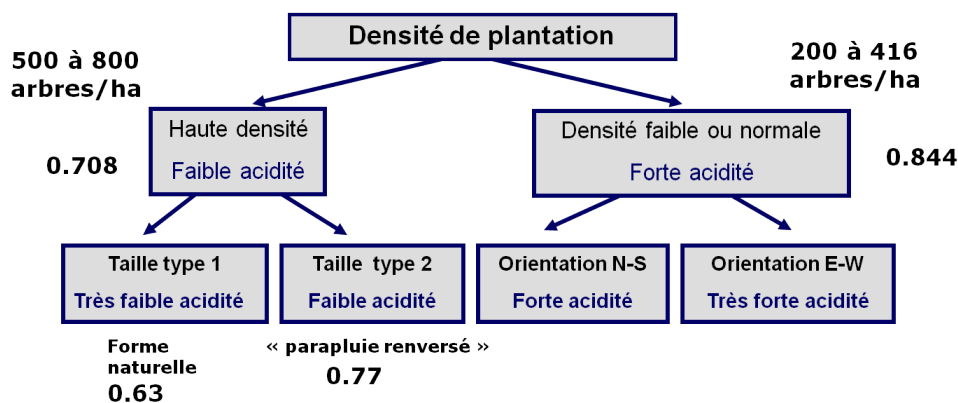 Densité de plantation
500 à 800
arbres/ha
200 à 416
arbres/ha
Haute densité
Faible acidité
0.708
Densité faible ou normale
Forte acidité
0.844
Taille type 1
Très faible acidité
Taille type 2
Faible acidité
Orientation N-S
Forte acidité
Orientation E-W
Très forte acidité
Forme
naturelle
0.63
« parapluie renversé »
0.77